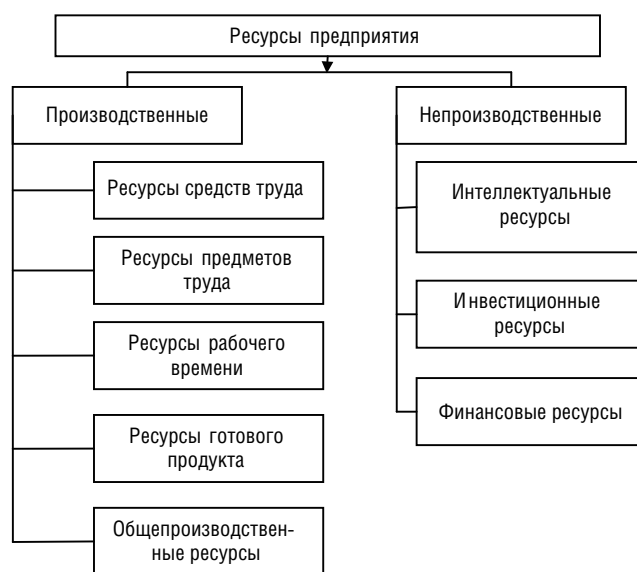 Ресурсы предприятия
Производственные
Непроизводственные
Ресурсы средств труда
Ресурсы предметов
труда
Ресурсы рабочего
времени
Ресурсы готового
продукта
Общепроизводствен-
ные ресурсы
Интеллектуальные
ресурсы
Инвестиционные
ресурсы
Финансовые ресурсы